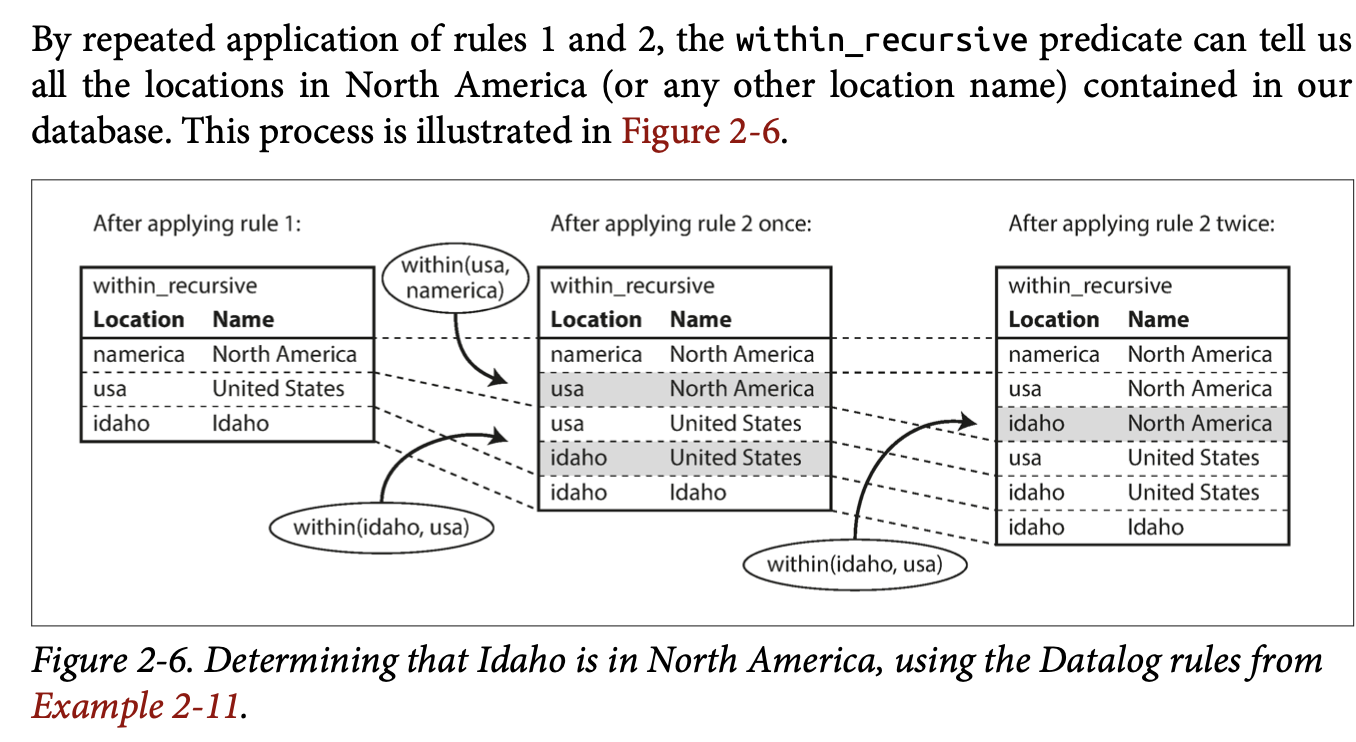 By repeated application of rules 1 and 2, the within_recursive predicate can tell us
all the locations in North America (or any other location name) contained in our
database. This process is illustrated in Figure 2-6.
After applying rule 1:
within_recursive
Location Name
namerica North America
usa United States
idaho Idaho
within(usa,
namerica)
within(idaho, usa)
After applying rule 2 once:
within_recursive
Location Name
namerica North America
usa North America
usa United States
idaho United States
idaho Idaho
within(idaho, usa)
After applying rule 2 twice:
within_recursive
Location Name
namerica North America
usa North America
idaho North America
usa United States
idaho United States
idaho Idaho
Figure 2-6. Determining that Idaho is in North America, using the Datalog rules from
Example 2-11.